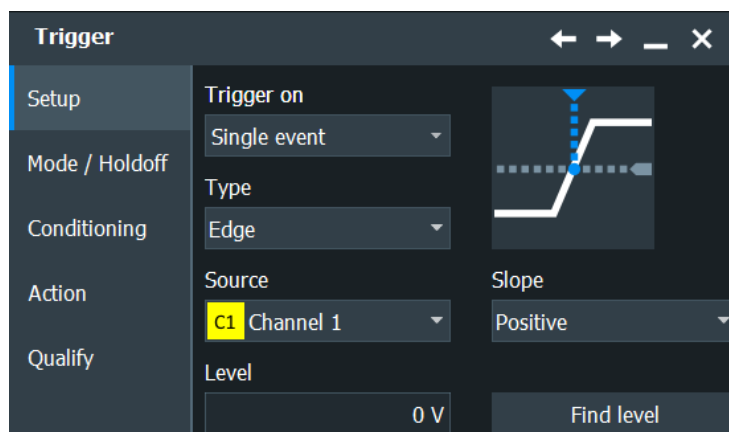 Trigger
Setup
Mode / Holdoff
Conditioning
Action
Qualify
Trigger on
Single event
Type
Edge
Source
C1 Channel 1
Slope
Positive
Level
0 V
Find level